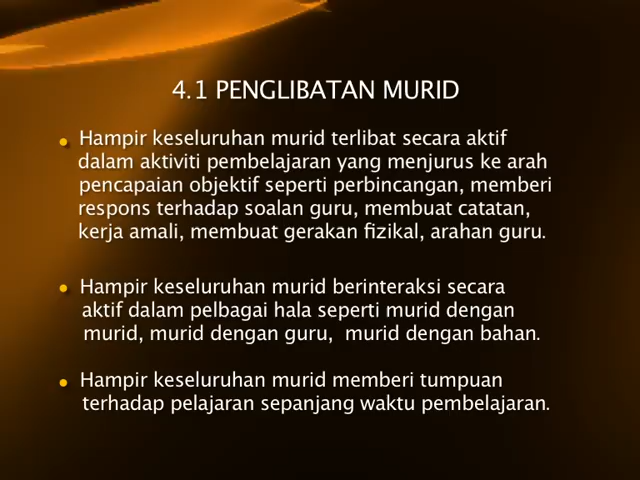 4.1 PENGLIBATAN MURID
• Hampir keseluruhan murid terlibat secara aktif
dalam aktiviti pembelajaran yang menjurus ke arah
pencapaian objektif seperti perbincangan, memberi
respons terhadap soalan guru, membuat catatan,
kerja amali, membuat gerakan fizikal, arahan guru.
• Hampir keseluruhan murid berinteraksi secara
aktif dalam pelbagai hala seperti murid dengan
murid, murid dengan guru, murid dengan bahan.
• Hampir keseluruhan murid memberi tumpuan
terhadap pelajaran sepanjang waktu pembelajaran.